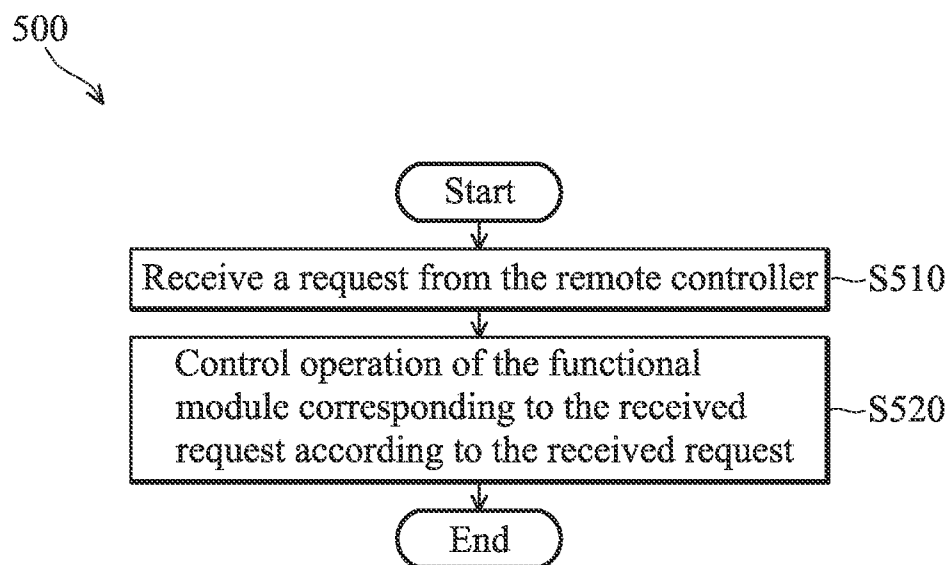 500
Start
Receive a request from the remote controller
S510
Control operation of the functional
module corresponding to the received
request according to the received request
S520
End